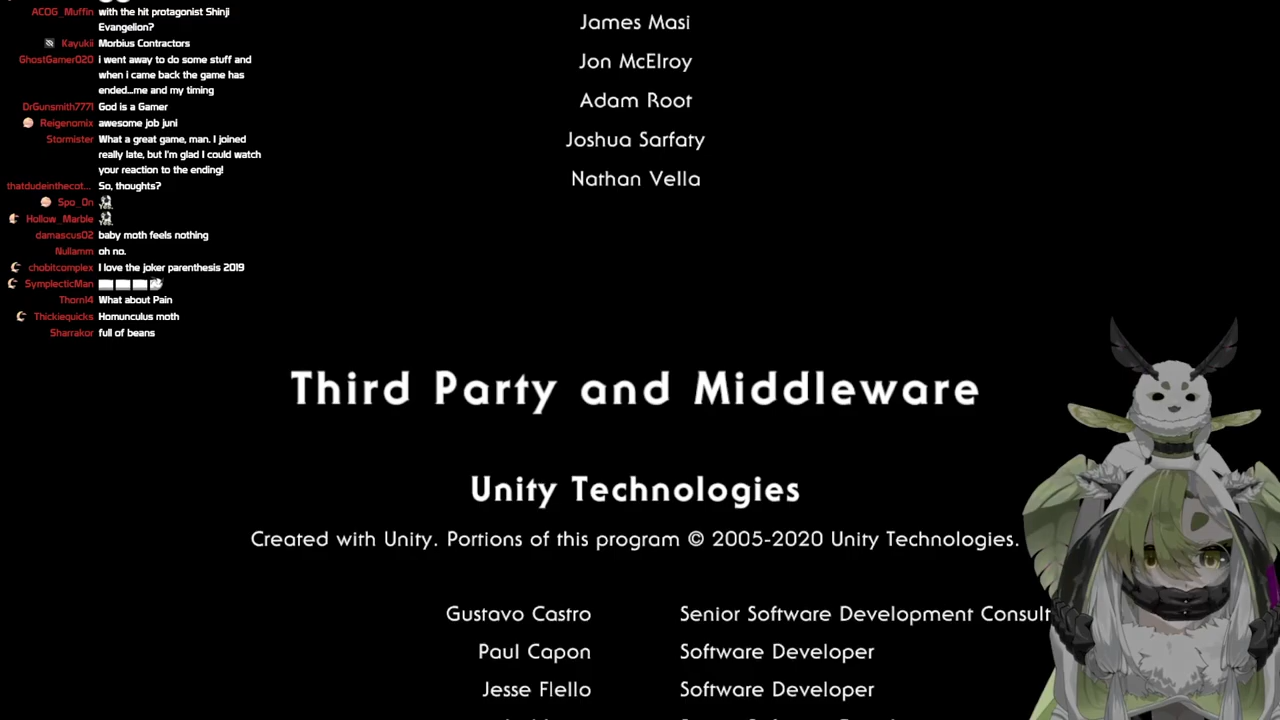 ACOG_Muffin with the hit protagonist Shinji
Evangelion?
Kayukii Morbius Contractors
GhostGamer020 i went away to do some stuff and
when i came back the game has
ended...me and my timing
DrGunsmith7771 God is a Gamer
Reigenomix awesome job juni
Stormister What a great game, man. I joined
really late, but I'm glad I could watch
your reaction to the ending!
thatdudeinthecot... So, thoughts?
Spo_0n
Hollow_Marble
damascus02 baby moth feels nothing
Nullamm oh no.
chobitcomplex I love the joker parenthesis 2019
SymplecticMan
Thorn14 What about Pain
Thickiequicks Homunculus moth
Sharrakor full of beans
James Masi
Jon McElroy
Adam Root
Joshua Sarfaty
Nathan Vella
Third Party and Middleware
Unity Technologies
Created with Unity. Portions of this program © 2005-2020 Unity Technologies.
Gustavo Castro Senior Software Development Consult
Paul Capon Software Developer
Jesse Flello Software Developer